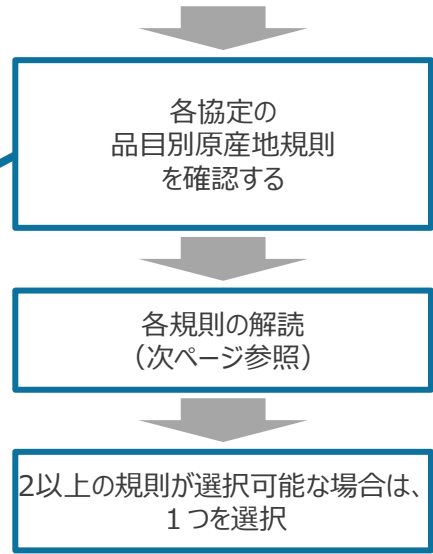 各協定の
品目別原産地規則
を確認する
各規則の解読
（次ページ参照）
2以上の規則が選択可能な場合は、
１つを選択